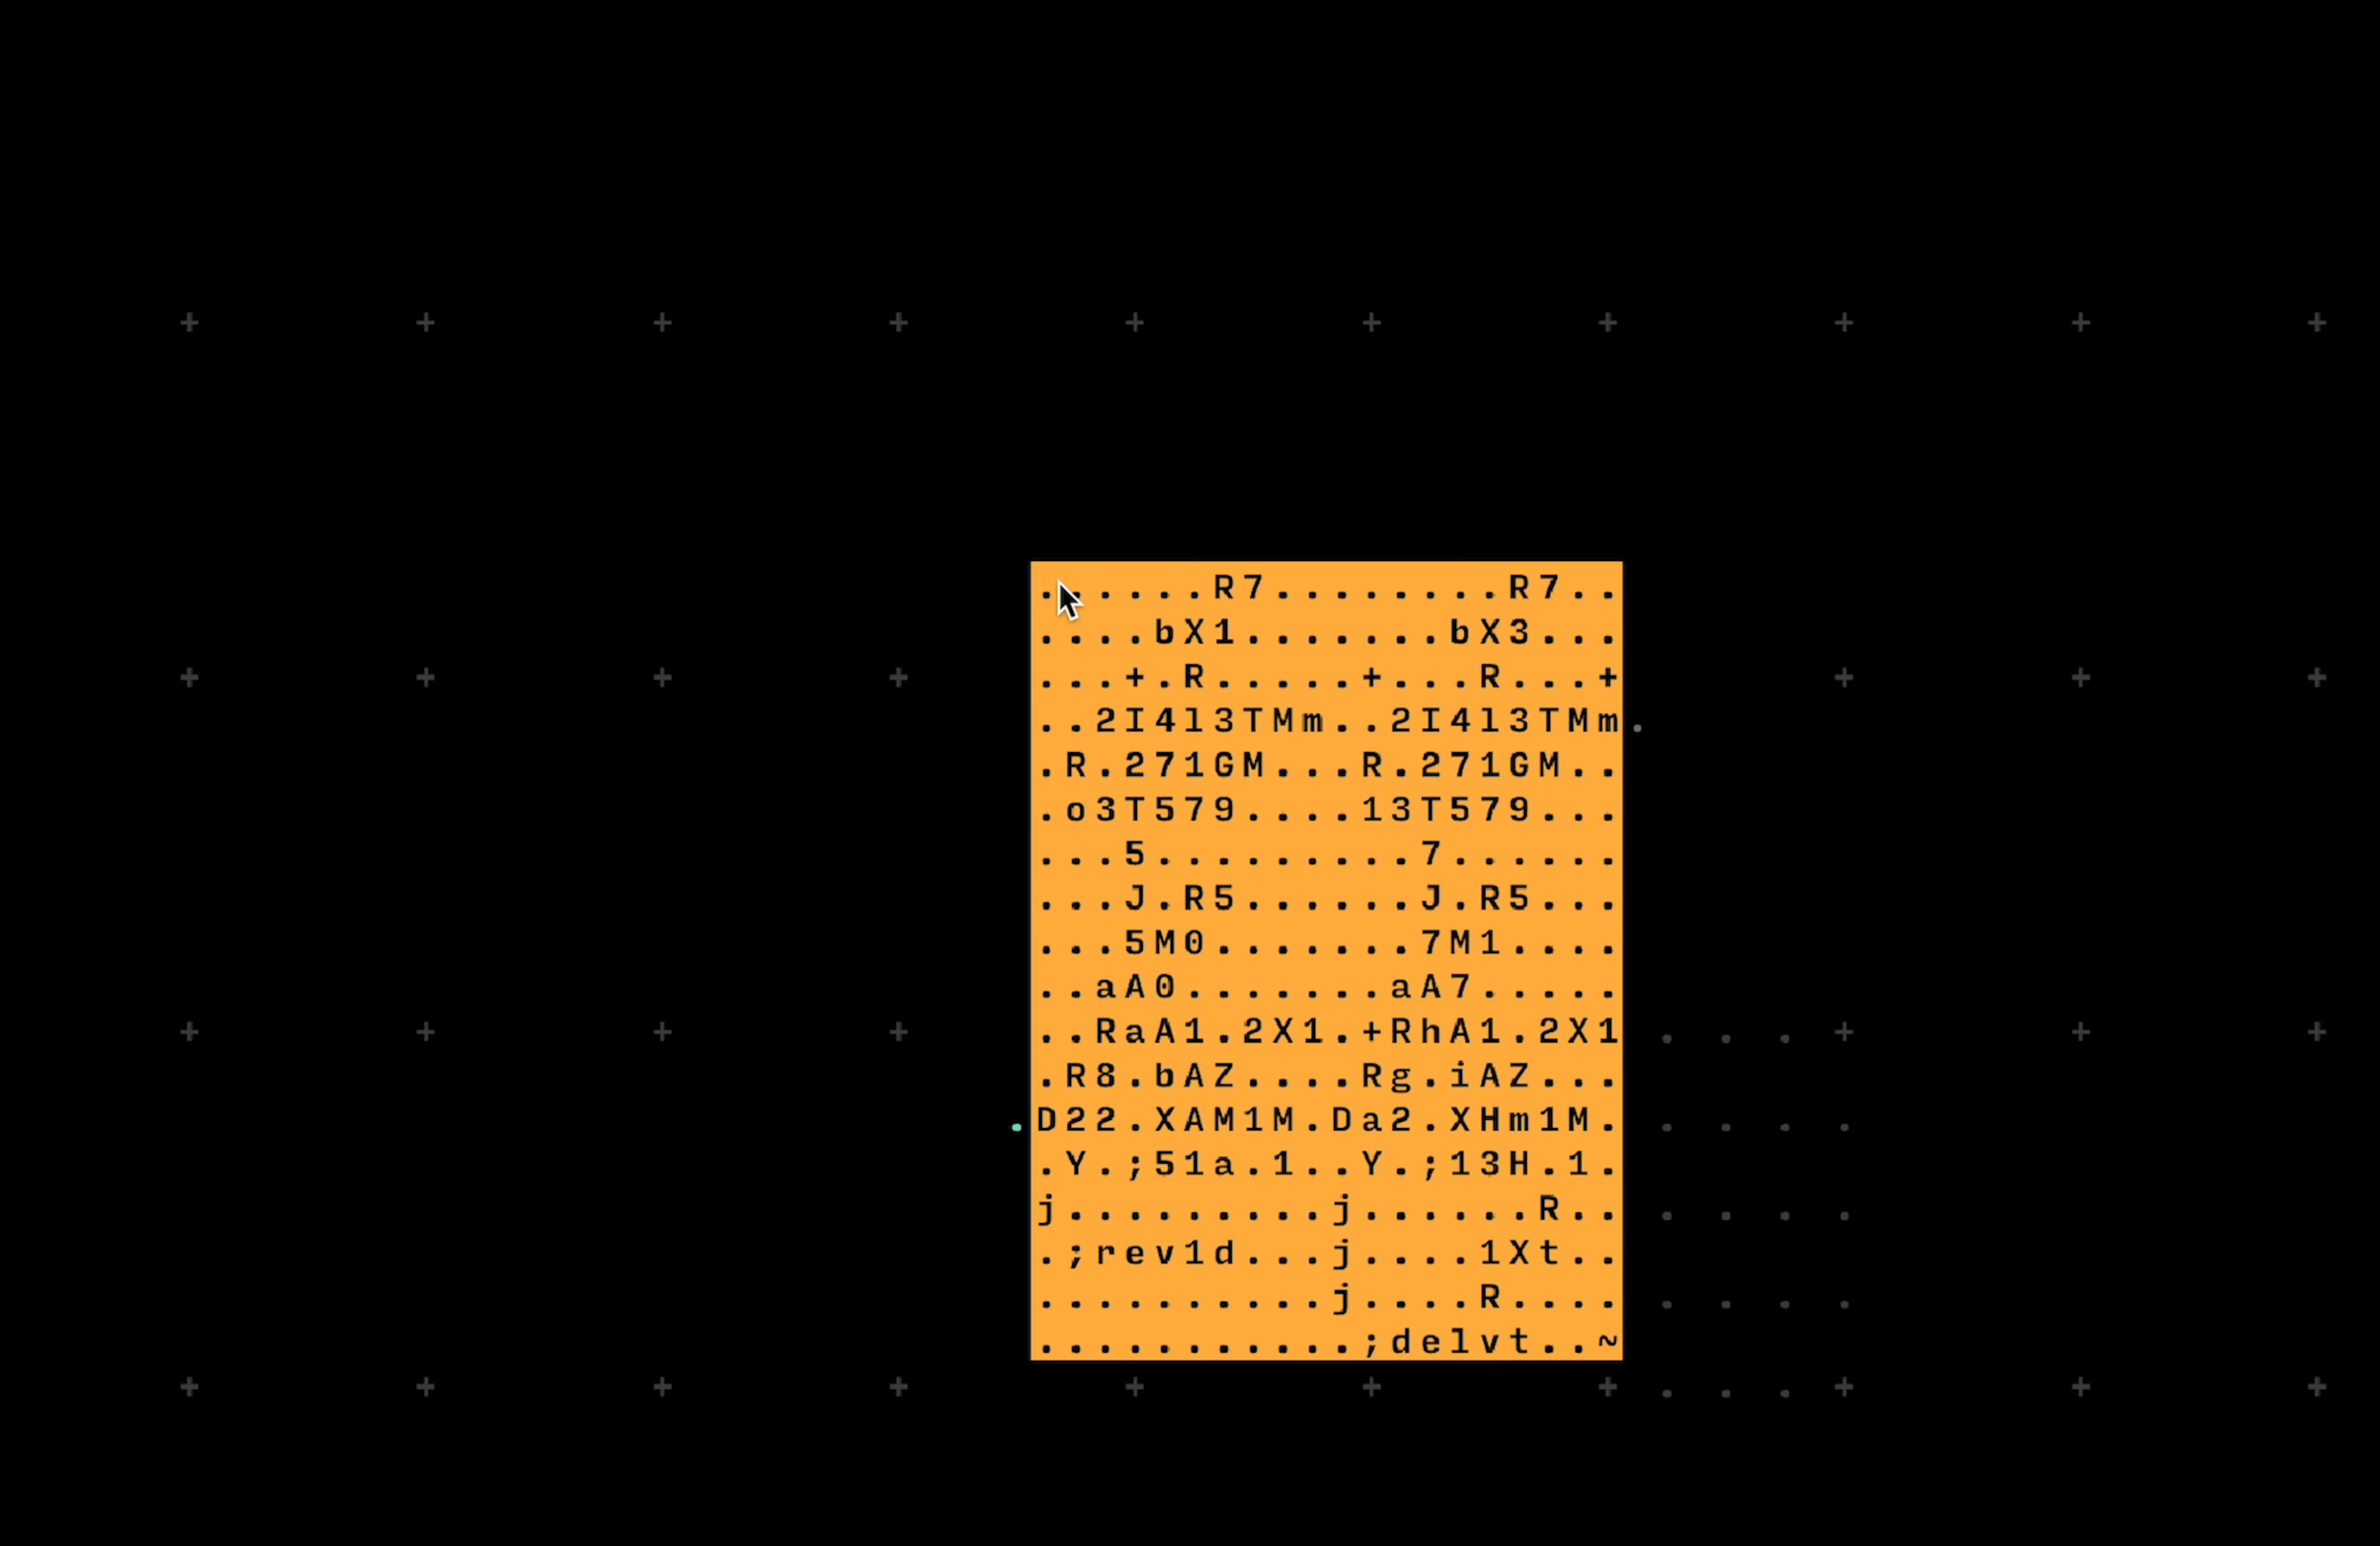 ......R7........R7..
....bX1.......bX3...
...+.R.....+...R...+
..2I4l3TMm..2I4l3TMm
.R.271GM...R.271GM..
.o3T579....13T579...
...5.........7......
...J.R5......J.R5...
...5M0.......7M1....
..aA0.......aA7.....
..RaA1.2X1.+RhA1.2X1
.R8.bAZ....Rg.iAZ...
D22.XAM1M.Da2.XHm1M.
.Y.;51a.1..Y.;13H.1.
j.........j......R..
.;rev1d...j....1Xt..
..........j....R....
...........;delvt..~